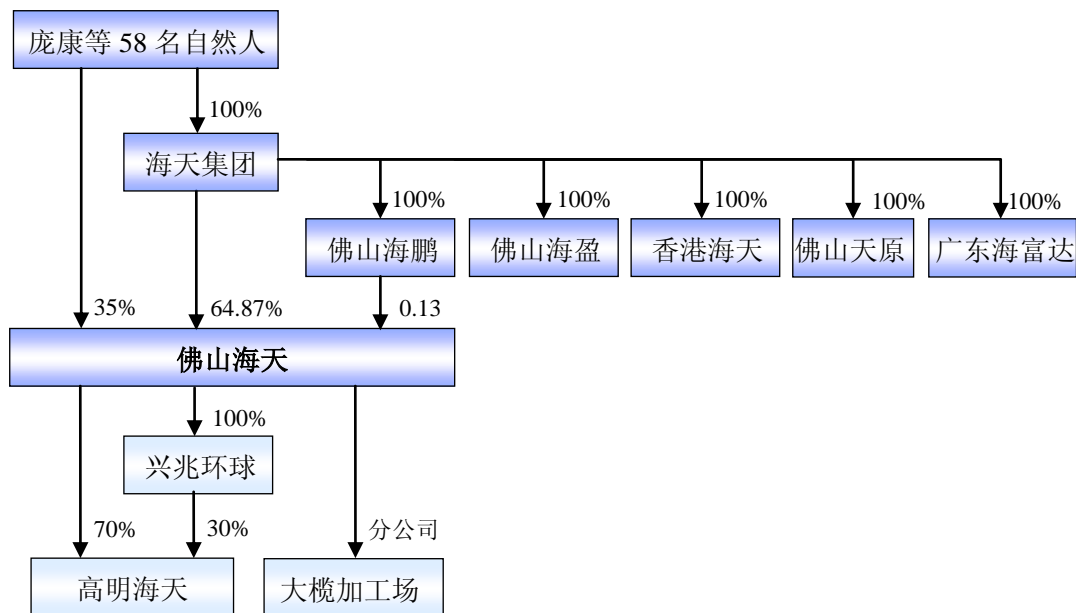 庞康等 58 名自然人
100%
海天集团
100%
100%
100%
100%
100%
佛山海鹏
佛山海盈
香港海天
佛山天原
广东海富达
35%
64.87%
0.13
佛山海天
100%
兴兆环球
70%
30%
分公司
高明海天
大榄加工场